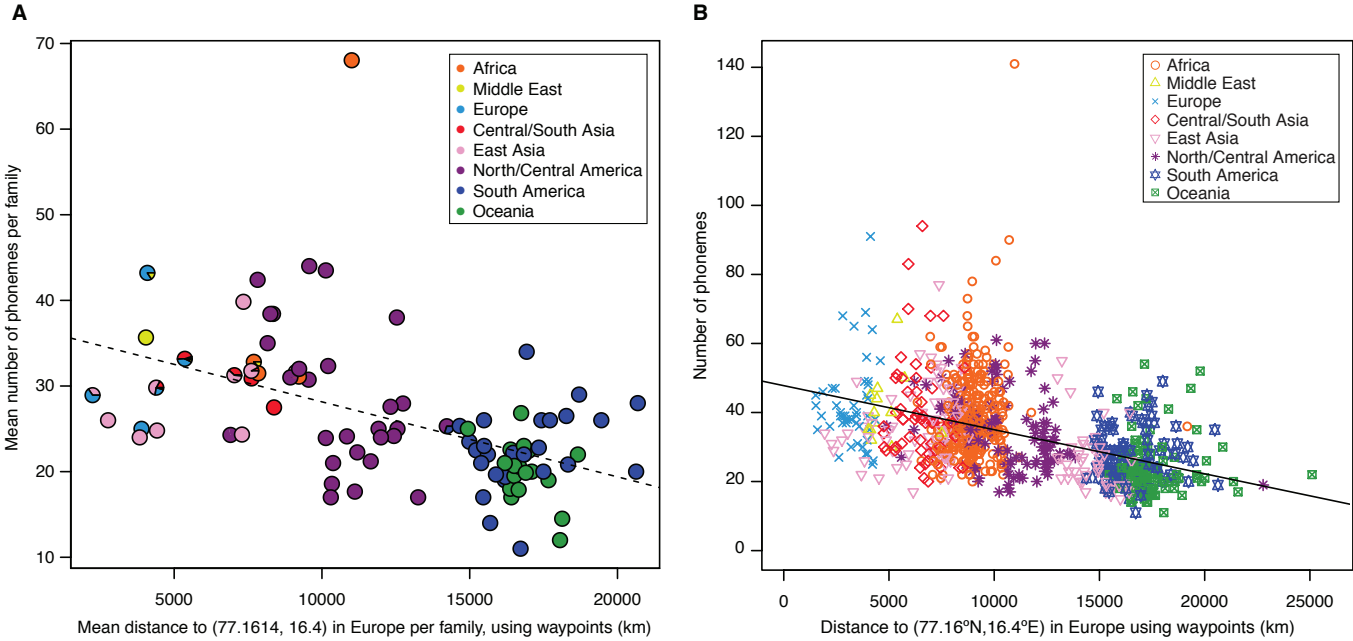 A
70
60
50
40
30
20
10
Mean number of phonemes per family
Africa
Middle East
Europe
Central/South Asia
East Asia
North/Central America
South America
Oceania
5000 10000 15000 20000
Mean distance to (77.1614, 16.4) in Europe per family, using waypoints (km)
B
140
120
100
80
60
40
20
0
Number of phonemes
Africa
Middle East
Europe
Central/South Asia
East Asia
North/Central America
South America
Oceania
0 5000 10000 15000 20000 25000
Distance to (77.16ºN,16.4ºE) in Europe using waypoints (km)